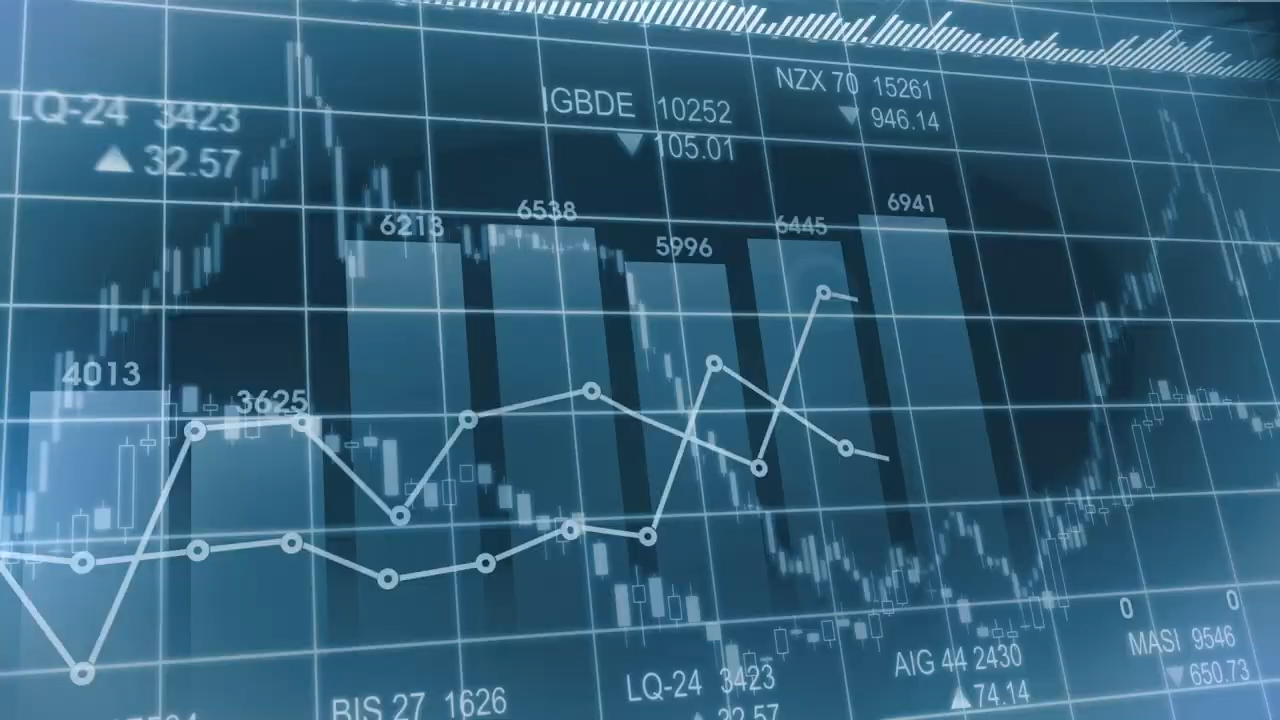 NZX 70 15261
▼ 946.14
IGBDE 10252
▼ 105.01
LQ-24 3423
▲ 32.57
6941
6538
6213
6445
5996
4013
3625
0 0
MASI 9546
▼ 650.73
AIG 44 2430
▲ 74.14
LQ-24 3423
32.57
BIS 27 1626